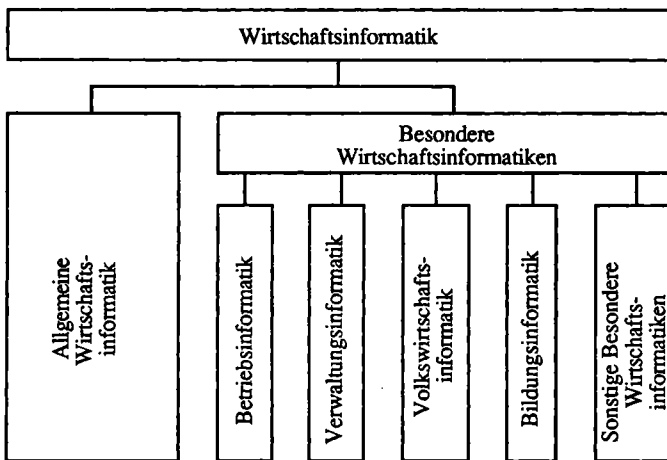 Wirtschaftsinformatik
Besondere
Wirtschaftsinformatiken
Allgemeine
Wirtschafts-
informatik
Betriebsinformatik
Verwaltungsinformatik
Volkswirtschafts-
informatik
Bildungsinformatik
Sonstige Besondere
Wirtschafts-
informatiken